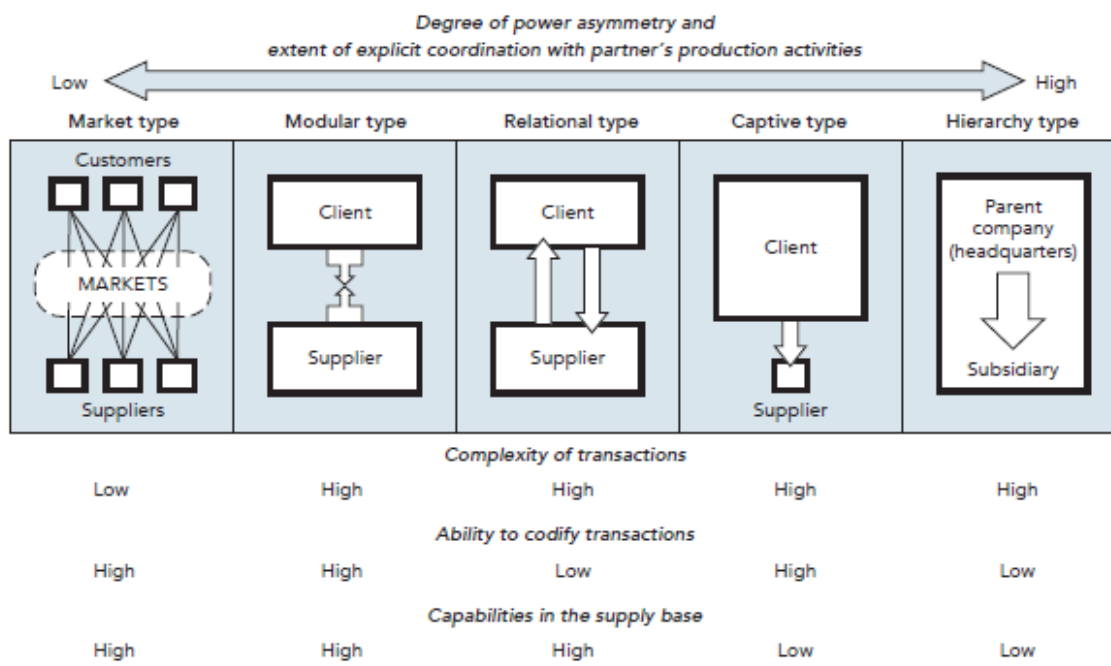 Degree of power asymmetry and
extent of explicit coordination with partner's production activities
Low
High
Market type
Modular type
Relational type
Captive type
Hierarchy type
Customers
MARKETS
Suppliers
Client
Supplier
Client
Supplier
Client
Supplier
Parent
company
(headquarters)
Subsidiary
Complexity of transactions
Low High High High High
Ability to codify transactions
High High Low High Low
Capabilities in the supply base
High High High Low Low